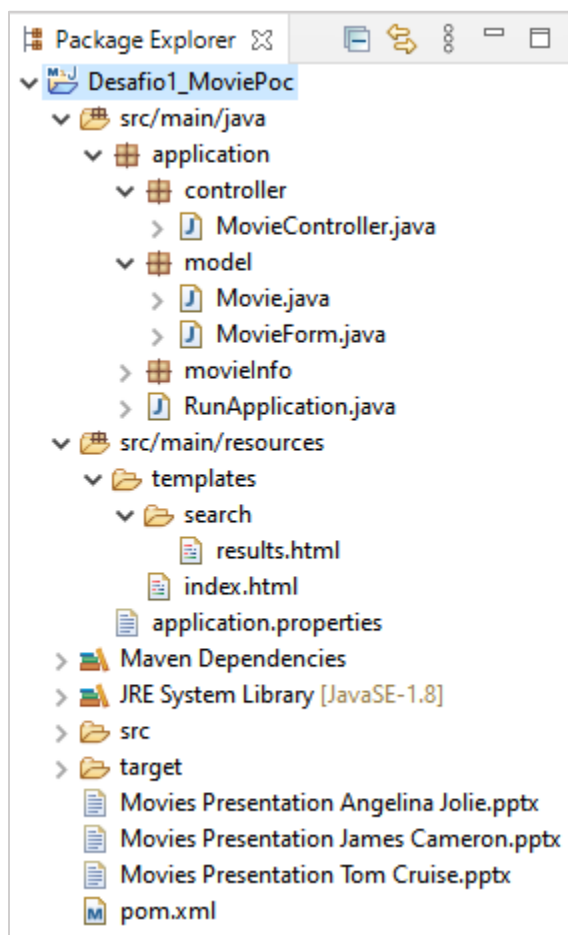 Package Explorer
Desafio1_MoviePoc
src/main/java
application
controller
MovieController.java
model
Movie.java
MovieForm.java
movieInfo
RunApplication.java
src/main/resources
templates
search
results.html
index.html
application.properties
Maven Dependencies
JRE System Library [JavaSE-1.8]
src
target
Movies Presentation Angelina Jolie.pptx
Movies Presentation James Cameron.pptx
Movies Presentation Tom Cruise.pptx
pom.xml